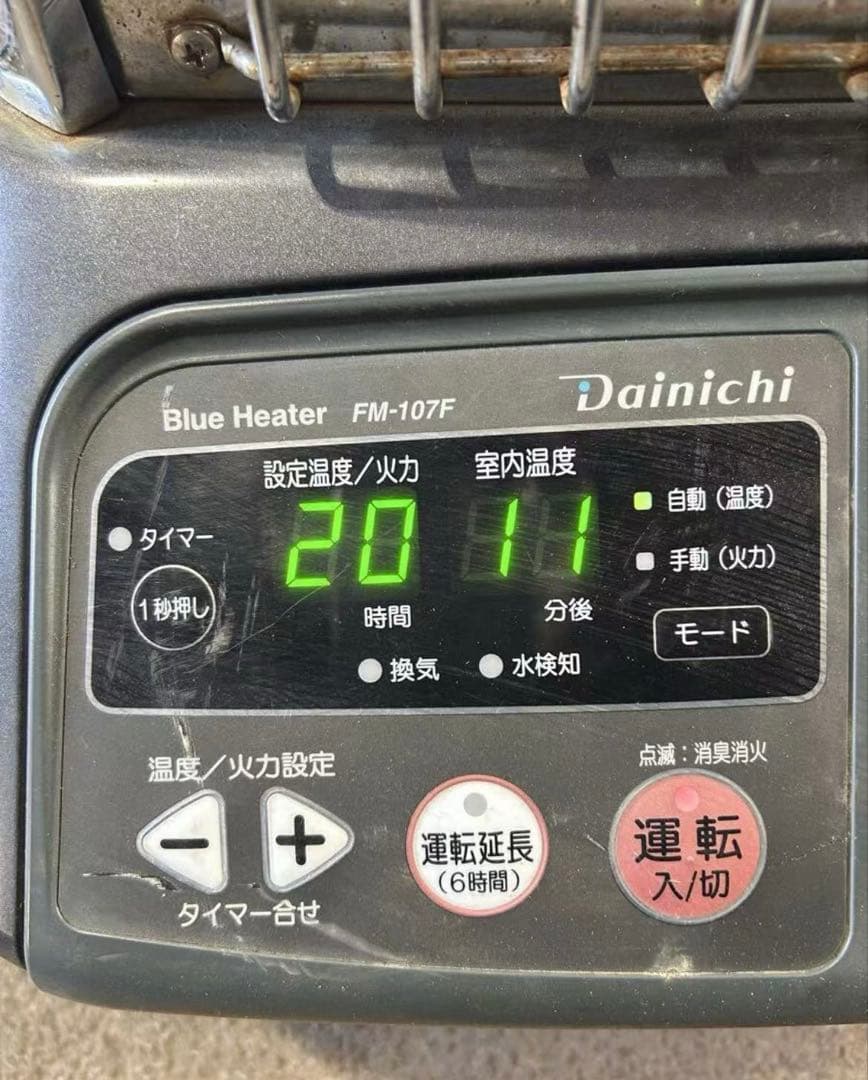 Dainichi
Blue Heater FM-107F
設定温度/火力 室内温度
20 11
自動(温度)
タイマー
手動(火力)
1秒押し
時間 分後
モード
換気 水検知
点滅:消臭消火
温度/火力設定
- +
運転延長
(6時間)
運転
入/切
タイマー合せ